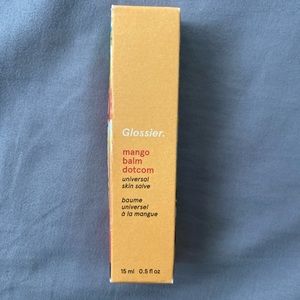 Glossier.
mango
balm
dotcom
universal
skin salve
baume
universel
à la mangue
15 ml 0.5 fl oz